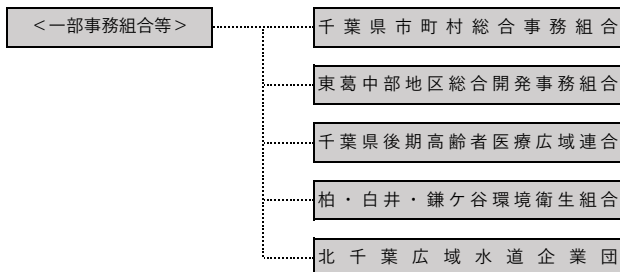 ＜一部事務組合等＞
千葉県市町村総合事務組合
東葛中部地区総合開発事務組合
千葉県後期高齢者医療広域連合
柏・白井・鎌ケ谷環境衛生組合
北千葉広域水道企業団